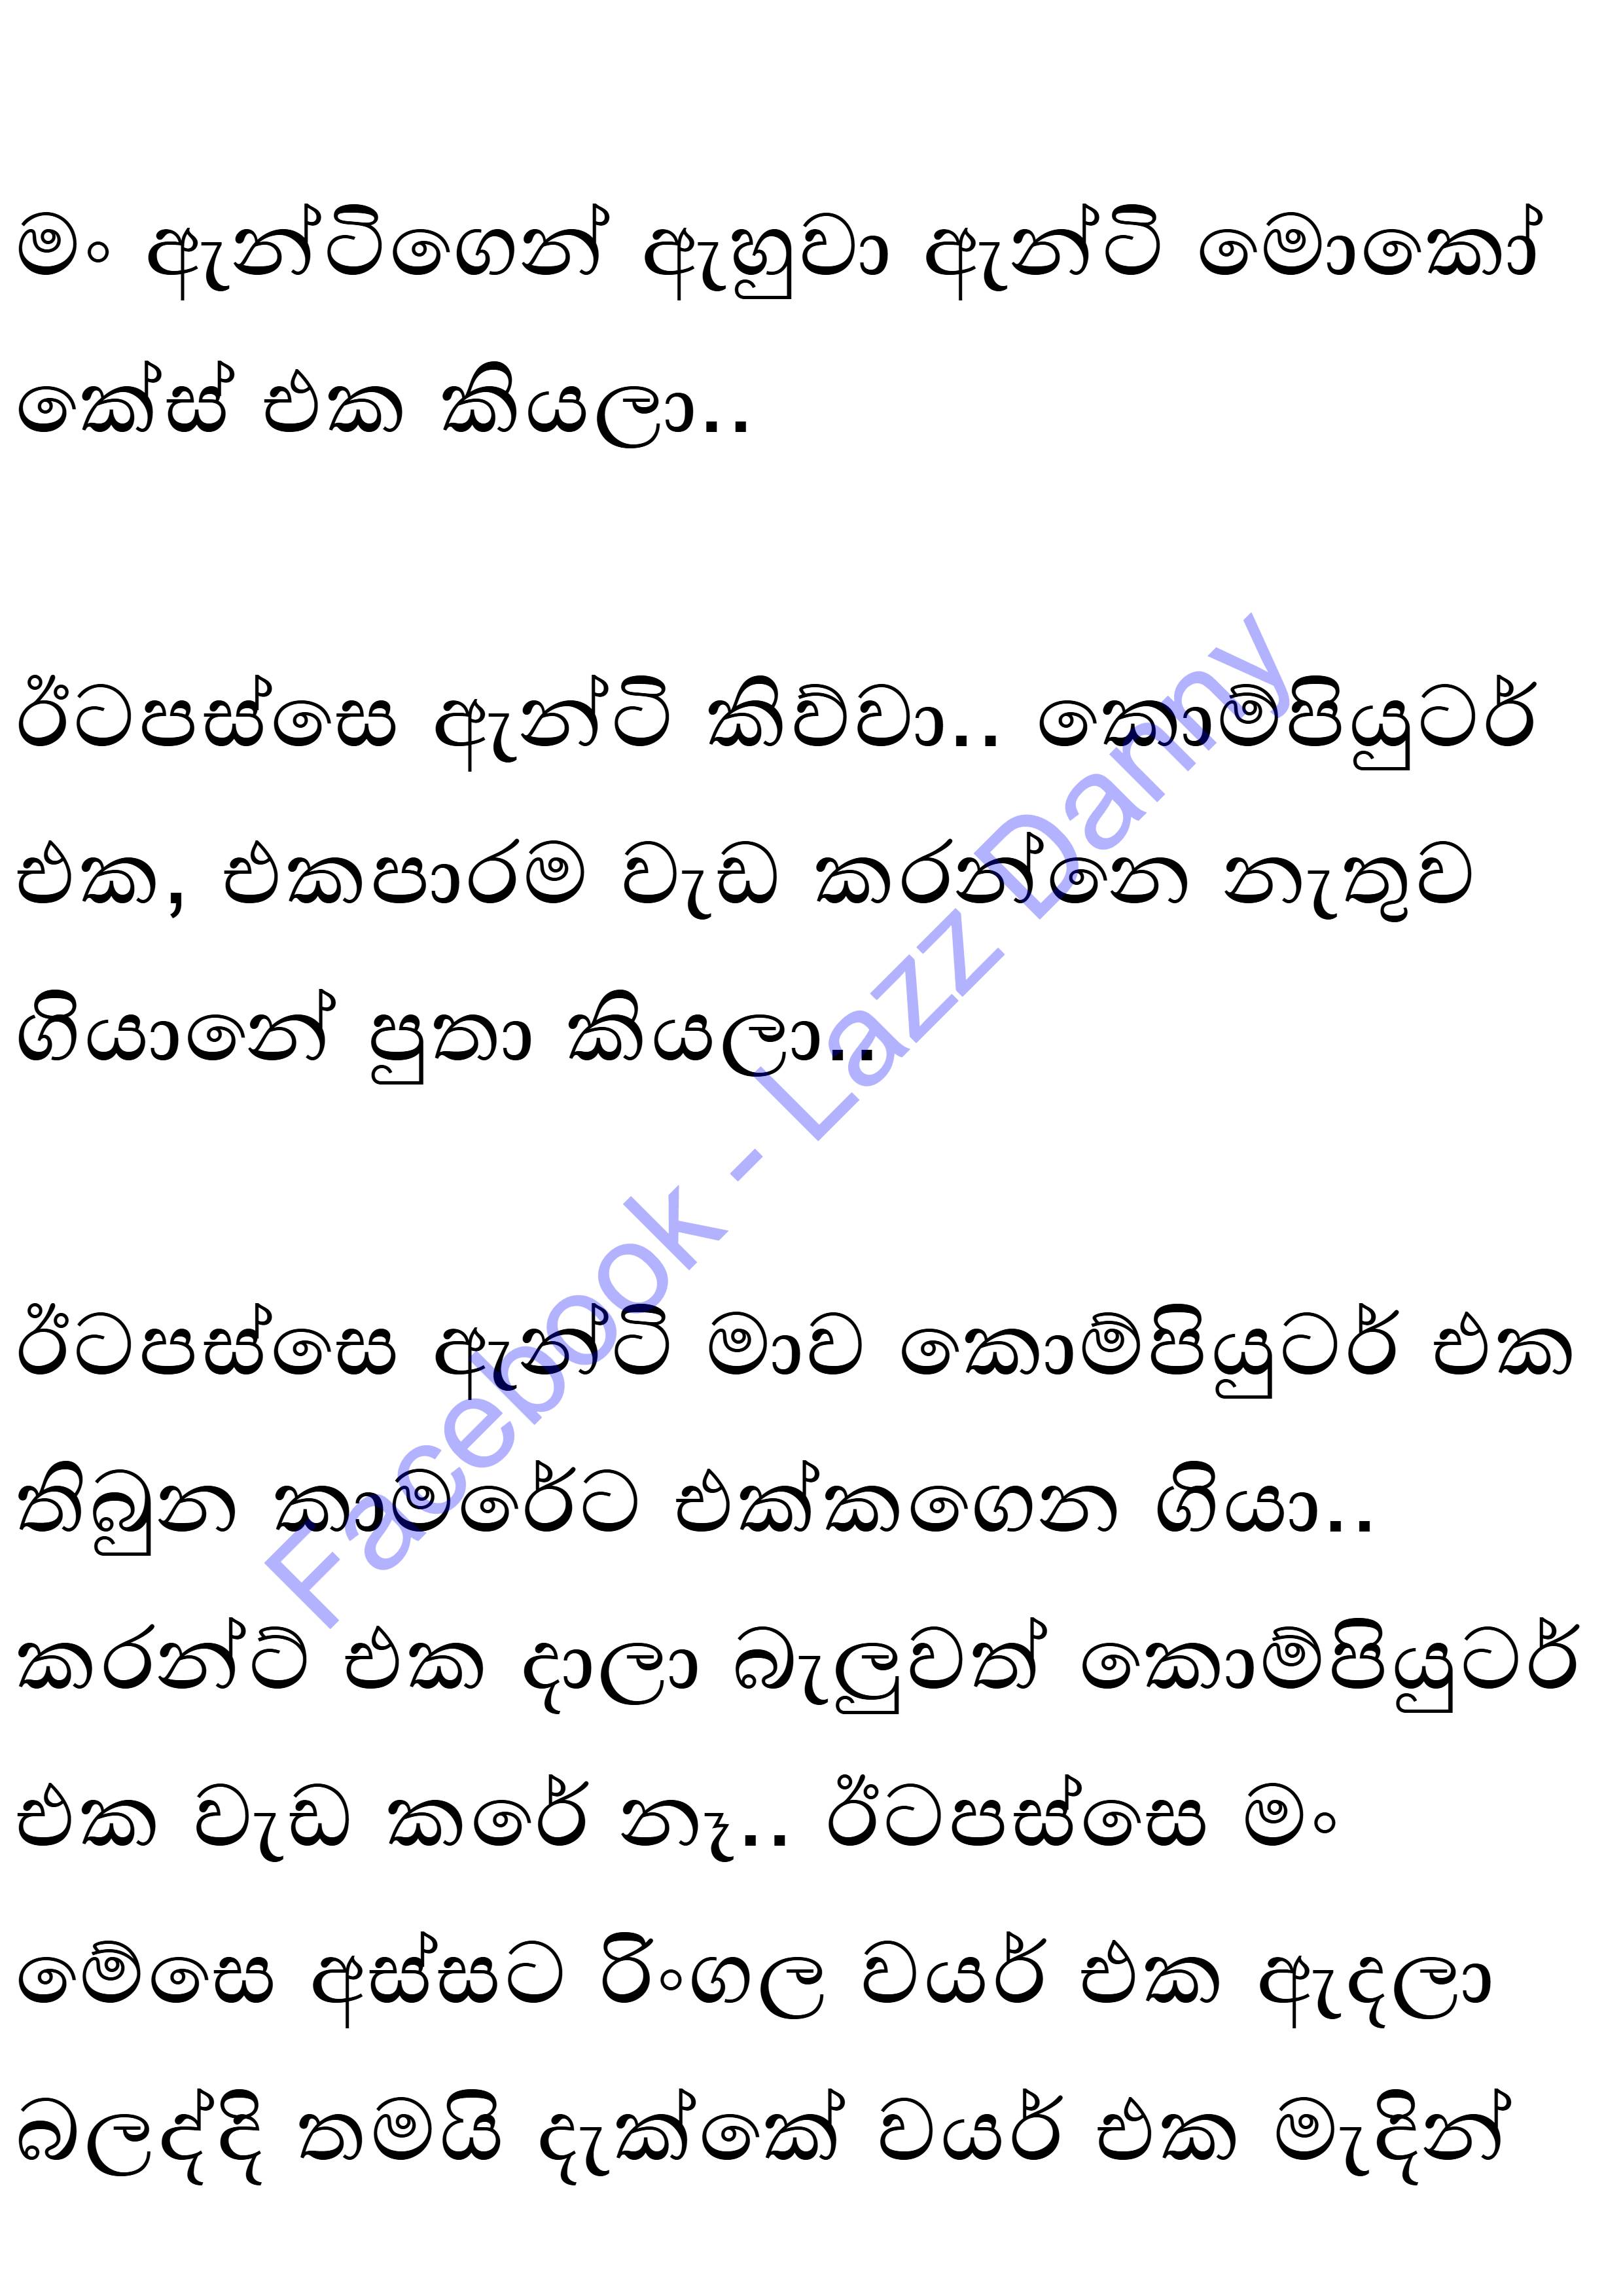 මං ඇන්ටිගෙන් ඇහුවා ඇන්ටි මොකෝ
කේස් එක කියලා..
ඊටපස්සෙ ඇන්ටි කිව්වා.. කොම්පියුටර්
එක, එකපාරම වැඩ කරන්නෙ නැතුව
ගියානේ පුතා කියලා..
ඊටපස්සෙ ඇන්ටි මාව කොම්පියුටර් එක
තිබුන කාමරේට එක්කගෙන ගියා..
කරන්ට් එක දාලා බැලුවත් කොම්පියුටර්
එක වැඩ කරේ නෑ.. ඊටපස්සෙ මං
මේසෙ අස්සට රිංගල වයර් එක ඇදලා
බලද්දි තමයි දැක්කේ වයර් එක මැදින්
Facebook - Lazz Danny